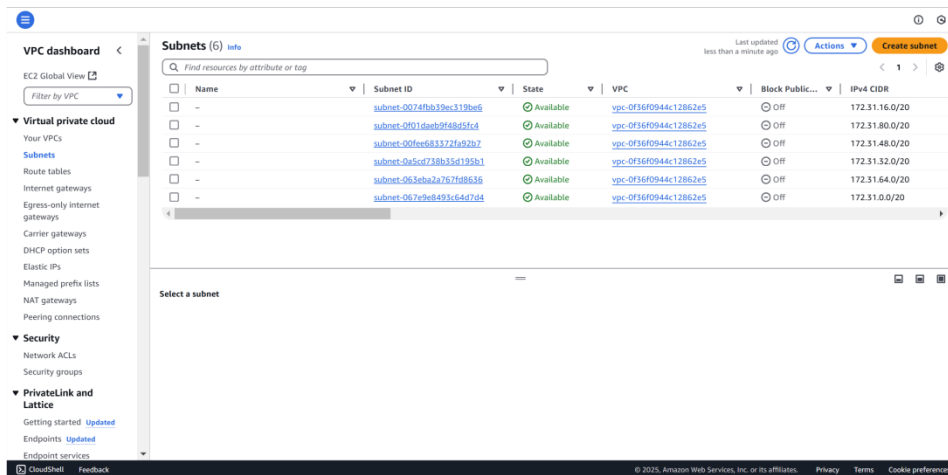 VPC dashboard
EC2 Global View
Filter by VPC
Virtual private cloud
Your VPCs
Subnets
Route tables
Internet gateways
Egress-only internet
gateways
Carrier gateways
DHCP option sets
Elastic IPs
Managed prefix lists
NAT gateways
Peering connections
Security
Network ACLs
Security groups
PrivateLink and
Lattice
Getting started Updated
Endpoints Updated
Endpoint services
Subnets (6) Info
Last updated
less than a minute ago
Actions
Create subnet
Find resources by attribute or tag
1
Name Subnet ID State VPC Block Public... IPv4 CIDR
– subnet-0074fbb39ec319be6 Available vpc-0f36f0944c12862e5 Off 172.31.16.0/20
– subnet-0f01daeb9f48d5fc4 Available vpc-0f36f0944c12862e5 Off 172.31.80.0/20
– subnet-00fee683372fa92b7 Available vpc-0f36f0944c12862e5 Off 172.31.48.0/20
– subnet-0a5cd738b35d195b1 Available vpc-0f36f0944c12862e5 Off 172.31.32.0/20
– subnet-063eba2a767fd8636 Available vpc-0f36f0944c12862e5 Off 172.31.64.0/20
– subnet-067e9e8493c64d7d4 Available vpc-0f36f0944c12862e5 Off 172.31.0.0/20
Select a subnet
CloudShell Feedback © 2025, Amazon Web Services, Inc. or its affiliates. Privacy Terms Cookie preference